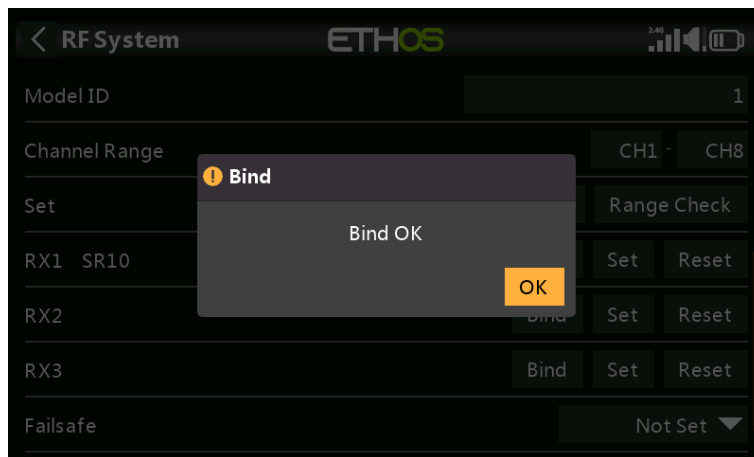 RF System ETHOS 2.4G
Model ID 1
Channel Range CH1 - CH8
Bind
Set Range Check
Bind OK
RX1 SR10 Set Reset
OK
RX2 Bind Set Reset
RX3 Bind Set Reset
Failsafe Not Set